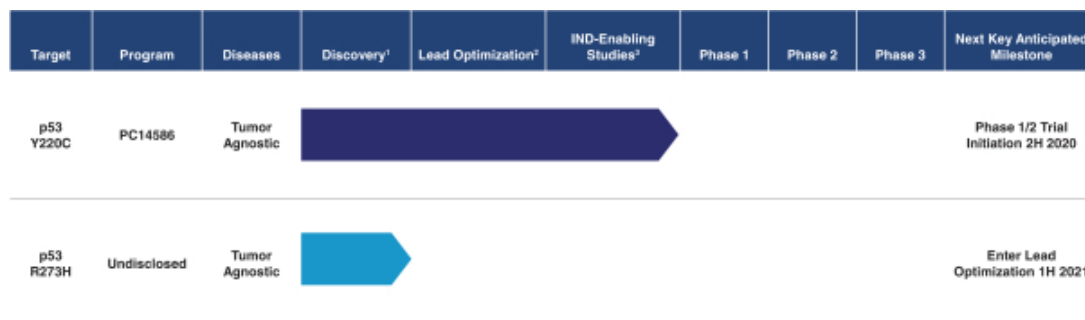 Target Program Diseases Discovery¹ Lead Optimization² IND-Enabling Studies³ Phase 1 Phase 2 Phase 3 Next Key Anticipated Milestone
p53 Y220C PC14586 Tumor Agnostic Phase 1/2 Trial Initiation 2H 2020
p53 R273H Undisclosed Tumor Agnostic Enter Lead Optimization 1H 2021